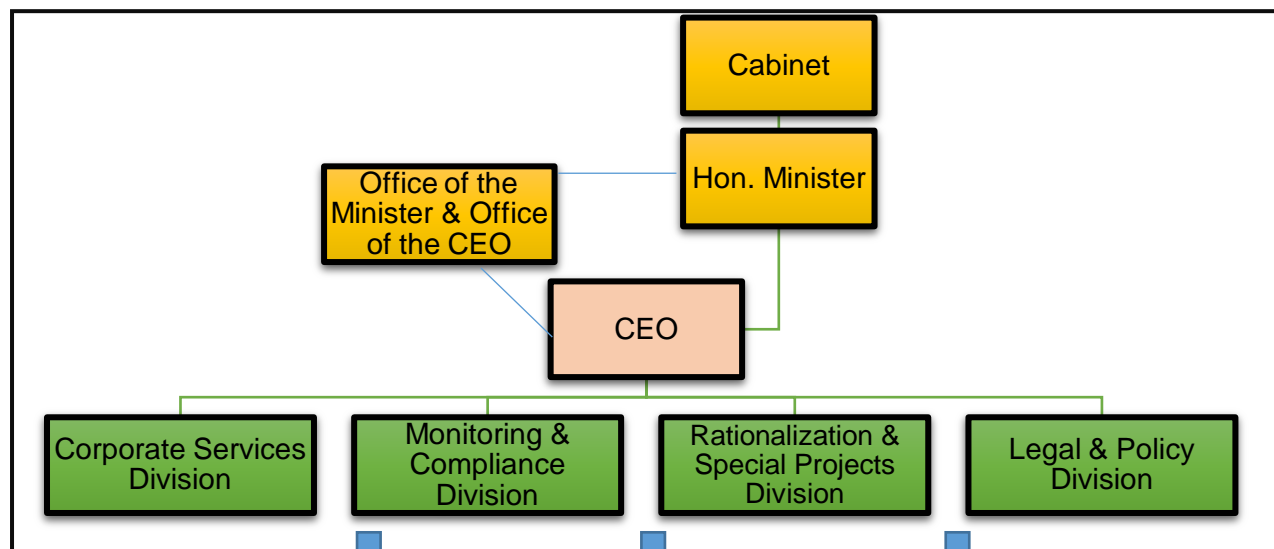 Cabinet
Hon. Minister
Office of the
Minister & Office
of the CEO
CEO
Corporate Services
Division
Monitoring &
Compliance
Division
Rationalization &
Special Projects
Division
Legal & Policy
Division